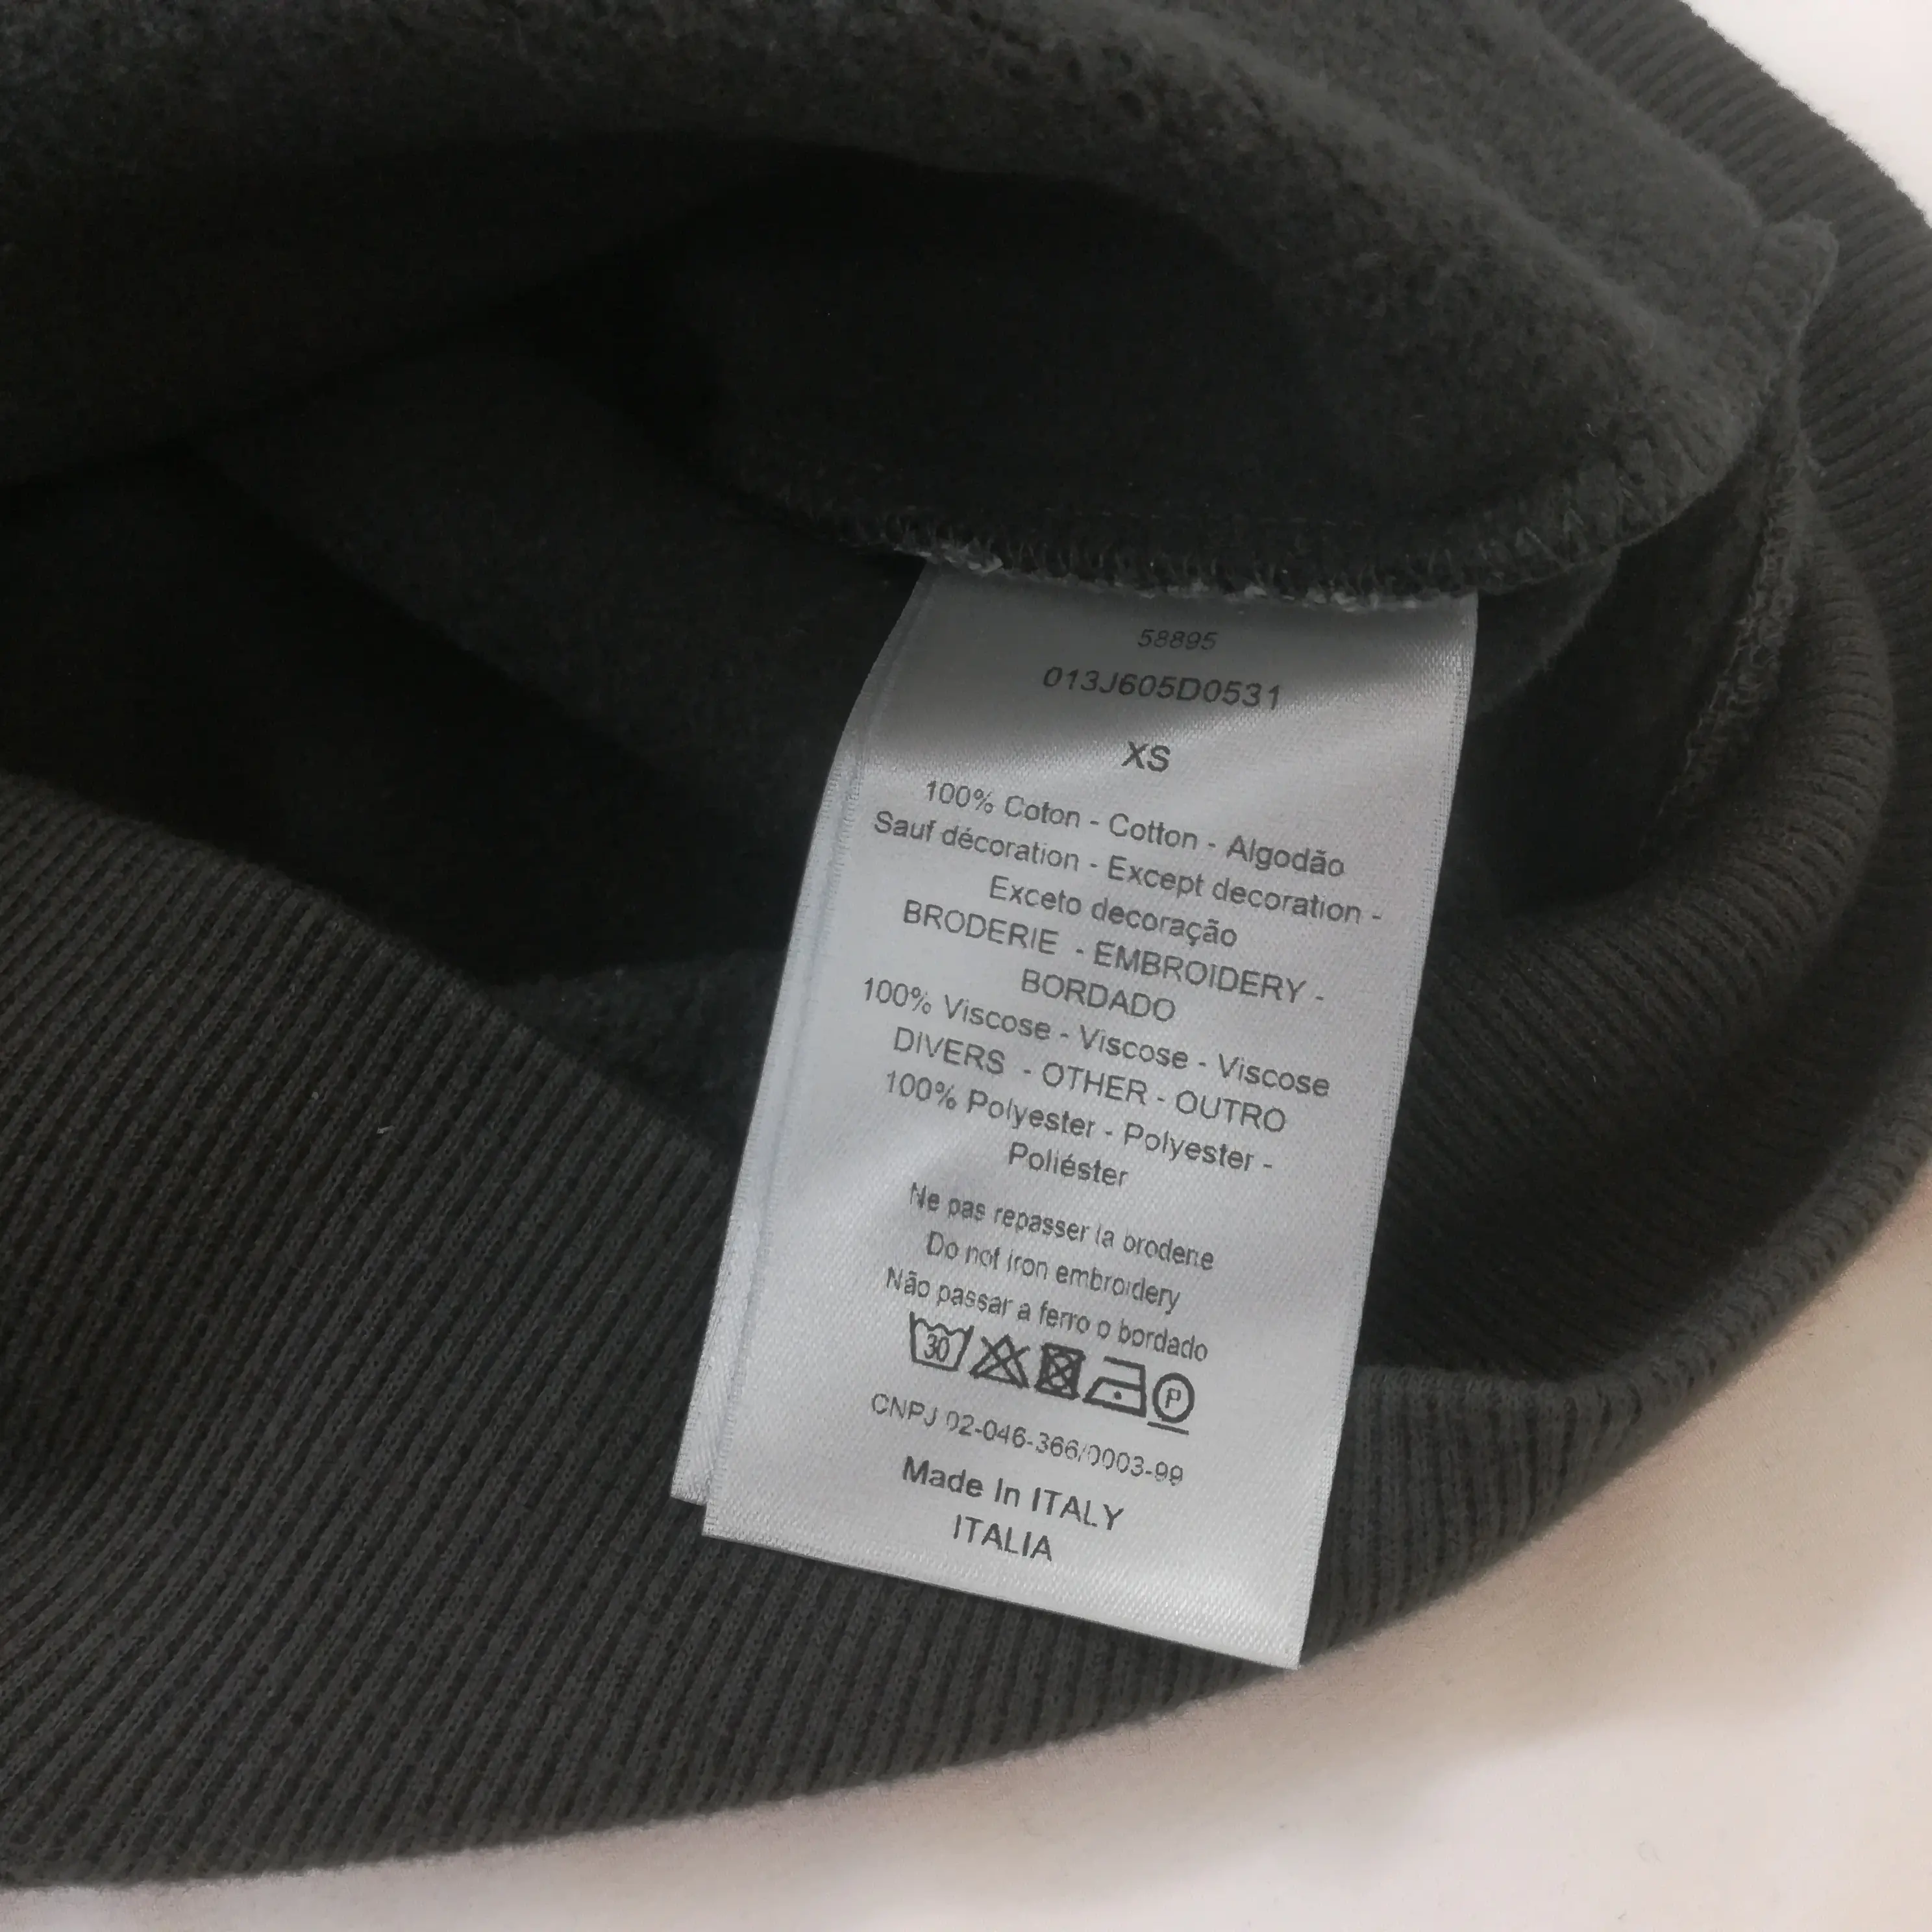 58895
013J605D0531
XS
100% Coton - Cotton - Algodão
Sauf décoration - Except decoration -
Exceto decoração
BRODERIE - EMBROIDERY -
BORDADO
100% Viscose - Viscose - Viscose
DIVERS - OTHER - OUTRO
100% Polyester - Polyester -
Poliéster
Ne pas repasser la broderie
Do not iron embroidery
Não passar a ferro o bordado
30 P
CNPJ 02-046-366/0003-99
Made In ITALY
ITALIA